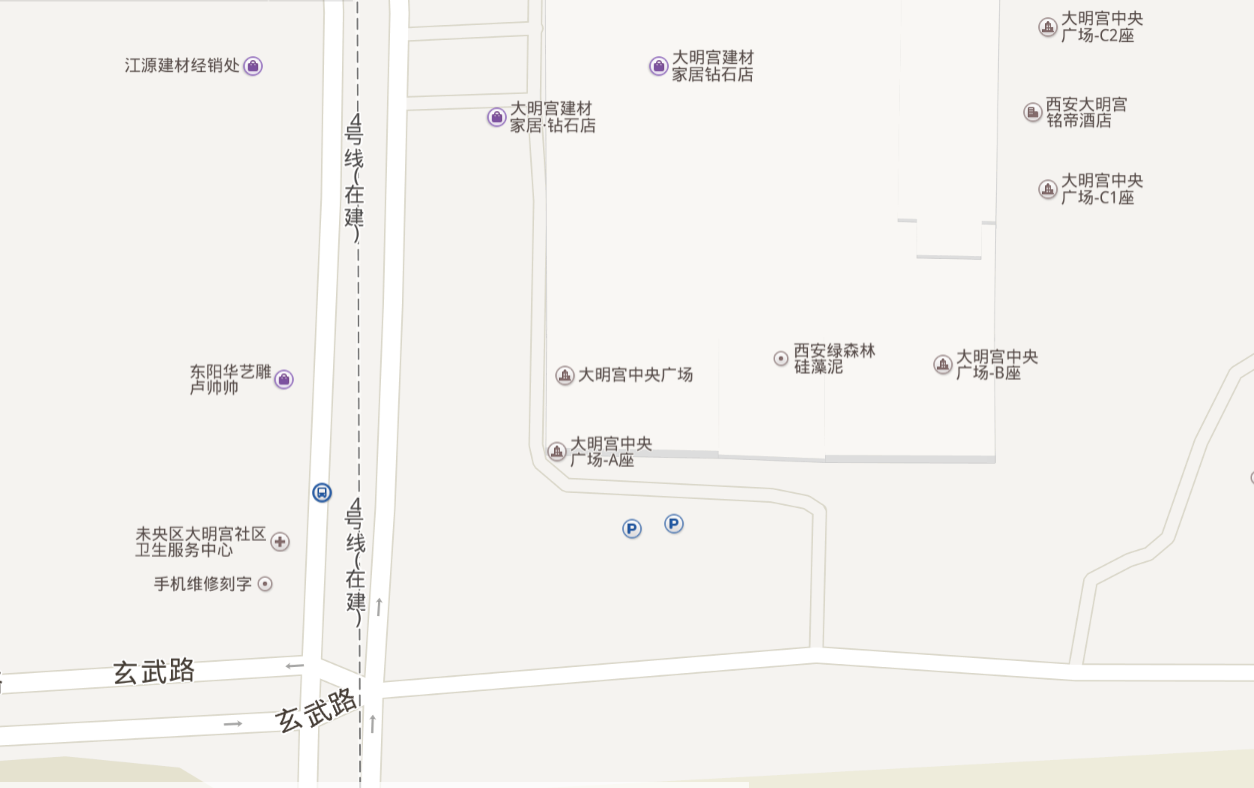 大明宫中央
广场-C2座
江源建材经销处
大明宫建材
家居钻石店
大明宫建材
家居·钻石店
西安大明宫
铭帝酒店
4号线(在建)
大明宫中央
广场-C1座
西安绿森林
硅藻泥
大明宫中央
广场-B座
东阳华艺雕
卢帅帅
大明宫中央广场
大明宫中央
广场-A座
4号线(在建)
P
P
未央区大明宫社区
卫生服务中心
手机维修刻字
玄武路
玄武路